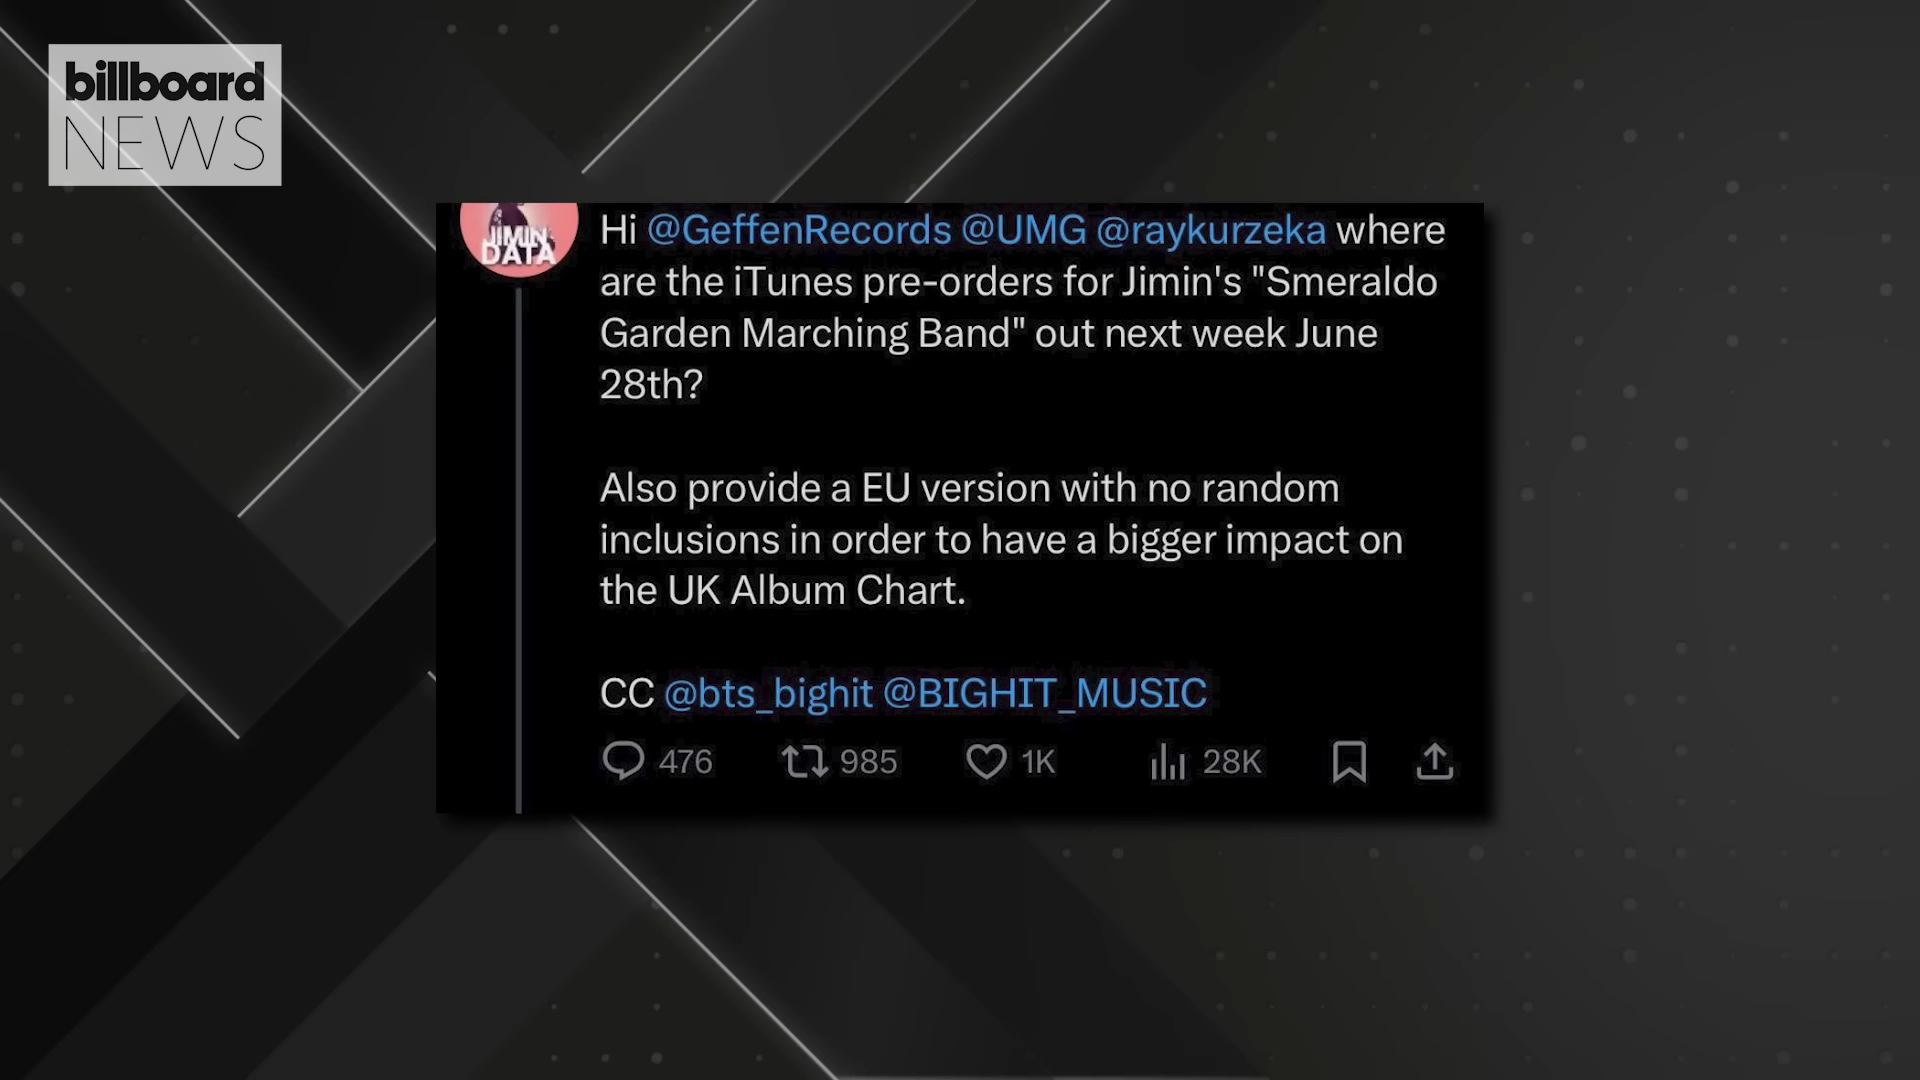 billboard
NEWS
JIMIN
DATA
Hi @GeffenRecords @UMG @raykurzeka where
are the iTunes pre-orders for Jimin's "Smeraldo
Garden Marching Band" out next week June
28th?
Also provide a EU version with no random
inclusions in order to have a bigger impact on
the UK Album Chart.
CC @bts_bighit @BIGHIT_MUSIC
476 985 1K 28K